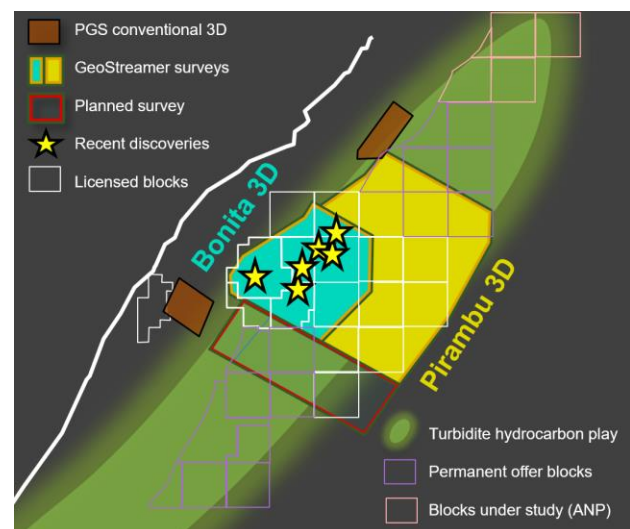 PGS conventional 3D
GeoStreamer surveys
Planned survey
Recent discoveries
Licensed blocks
Bonita 3D
Pirambu 3D
Turbidite hydrocarbon play
Permanent offer blocks
Blocks under study (ANP)